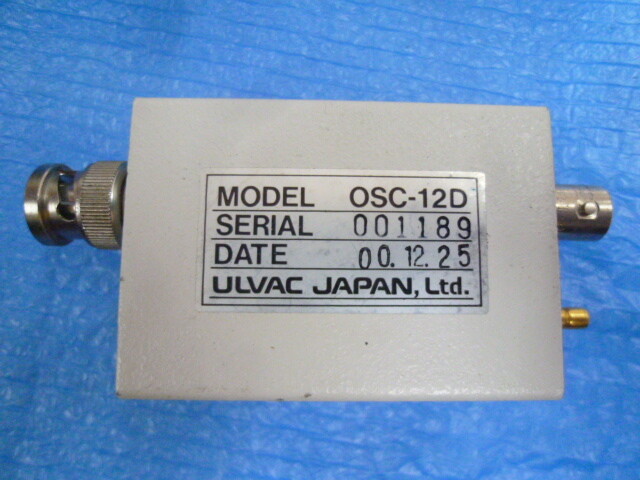 MODEL OSC-12D
SERIAL 001189
DATE 00.12.25
ULVAC JAPAN, Ltd.